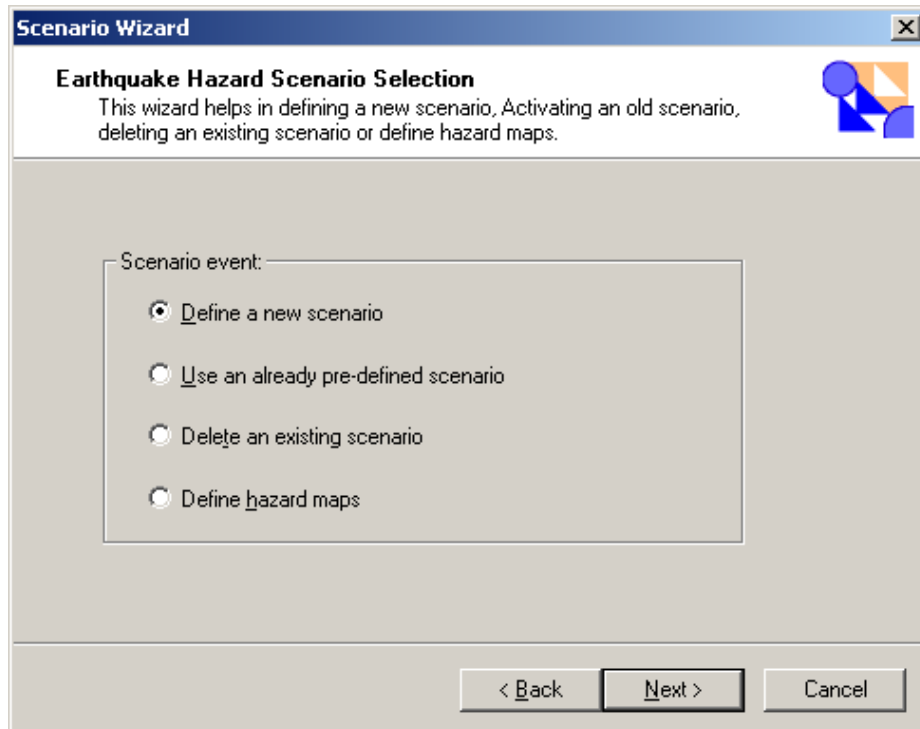 Scenario Wizard
Earthquake Hazard Scenario Selection
This wizard helps in defining a new scenario, Activating an old scenario,
deleting an existing scenario or define hazard maps.
Scenario event:
Define a new scenario
Use an already pre-defined scenario
Delete an existing scenario
Define hazard maps
< Back
Next >
Cancel